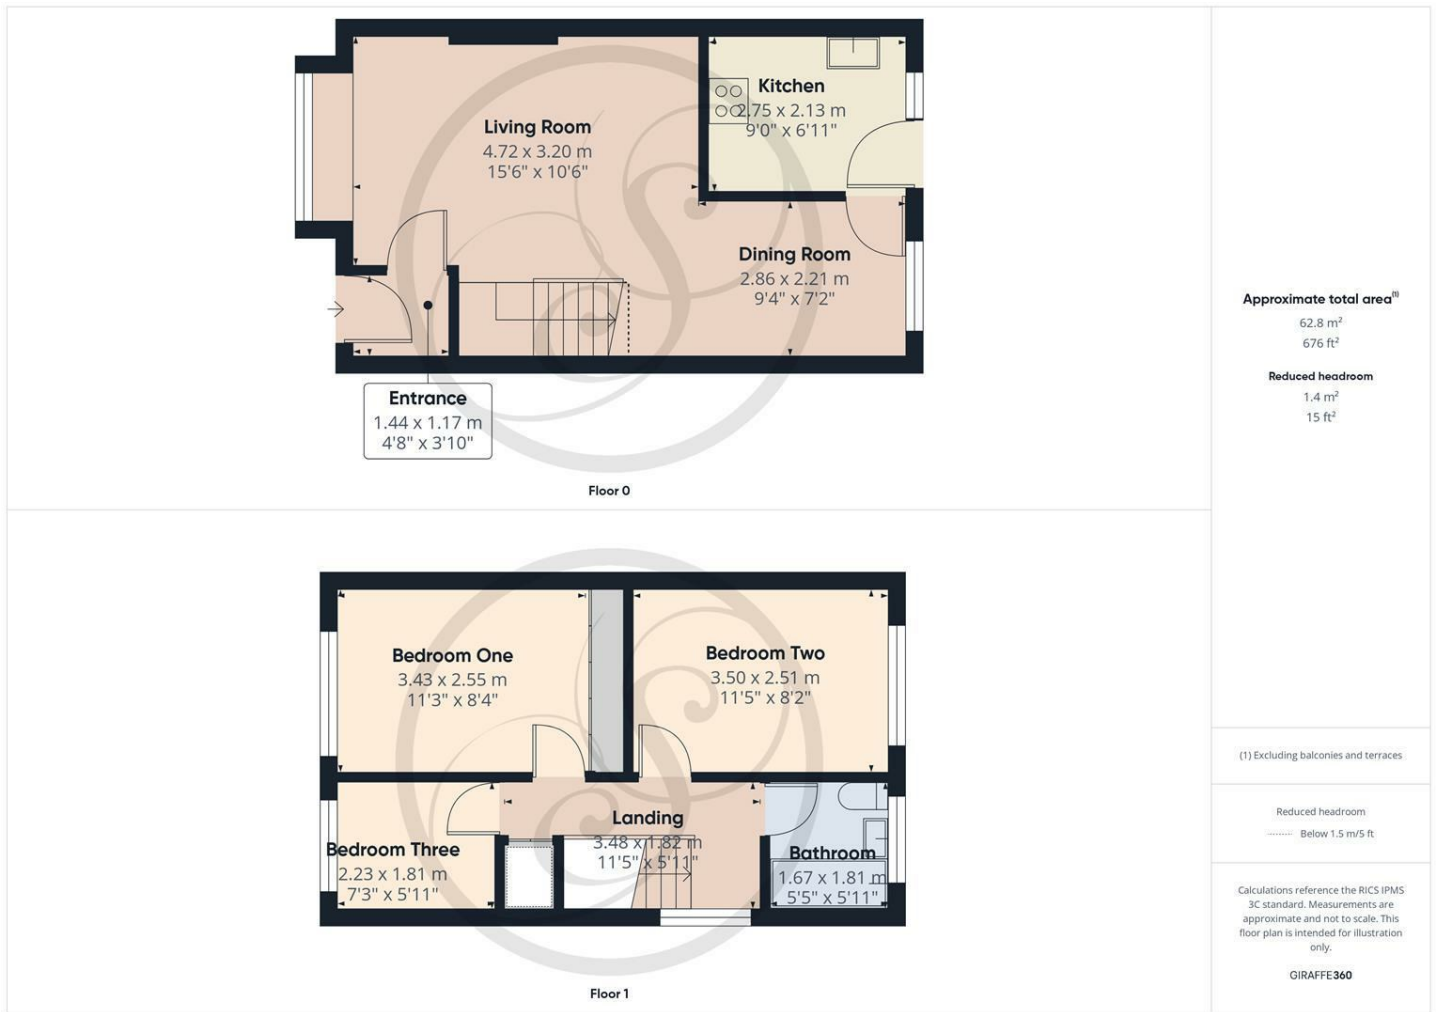 Kitchen
2.75 x 2.13 m
9'0" x 6'11"
Living Room
4.72 x 3.20 m
15'6" x 10'6"
Dining Room
2.86 x 2.21 m
9'4" x 7'2"
Entrance
1.44 x 1.17 m
4'8" x 3'10"
Floor 0
Bedroom One
3.43 x 2.55 m
11'3" x 8'4"
Bedroom Two
3.50 x 2.51 m
11'5" x 8'2"
Landing
3.48 x 1.82 m
11'5" x 5'11"
Bedroom Three
2.23 x 1.81 m
7'3" x 5'11"
Bathroom
1.67 x 1.81 m
5'5" x 5'11"
Floor 1
Approximate total area(1)
62.8 m²
676 ft²
Reduced headroom
1.4 m²
15 ft²
(1) Excluding balconies and terraces
Reduced headroom
Below 1.5 m/5 ft
Calculations reference the RICS IPMS
3C standard. Measurements are
approximate and not to scale. This
floor plan is intended for illustration
only.
GIRAFFE360